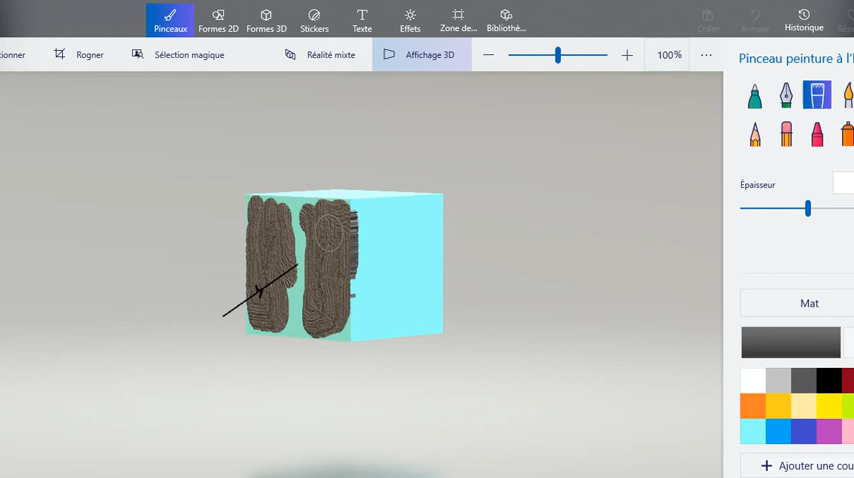 Pinceaux Formes 2D Formes 3D Stickers Texte Effets Zone de... Bibliothè... Coller Annuler Historique
ctionner Rogner Sélection magique Réalité mixte Affichage 3D 100%
Pinceau peinture à l'h
Épaisseur
Mat
Ajouter une cou